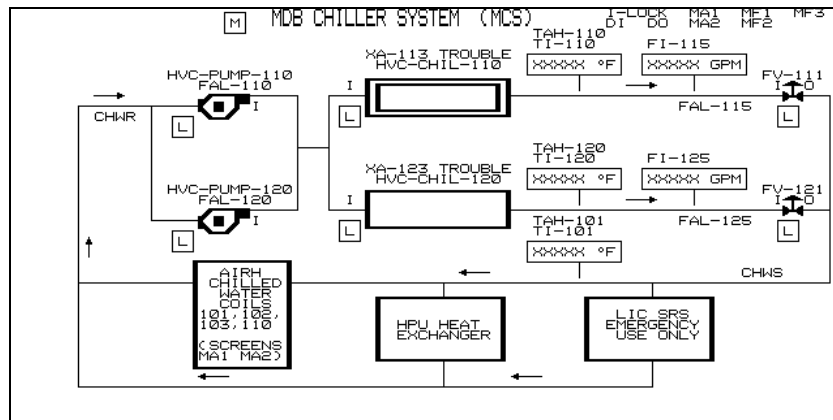 M MDB CHILLER SYSTEM (MCS) I-LOCK MA1 MF1 MF3
DI DO MA2 MF2
XA-113 TROUBLE
HVC-CHIL-110
TAH-110
TI-110
XXXXX °F
FI-115
XXXXX GPM
FV-111
I O
L
FAL-115
HVC-PUMP-110
FAL-110
I
L
I
L
CHWR
XA-123 TROUBLE
HVC-CHIL-120
TAH-120
TI-120
XXXXX °F
FI-125
XXXXX GPM
FV-121
I O
L
FAL-125
HVC-PUMP-120
FAL-120
I
L
I
L
TAH-101
TI-101
XXXXX °F
CHWS
AIRH
CHILLED
WATER
COILS
101,102,
103,110
(SCREENS
MA1 MA2)
HPU HEAT
EXCHANGER
LIC SRS
EMERGENCY
USE ONLY